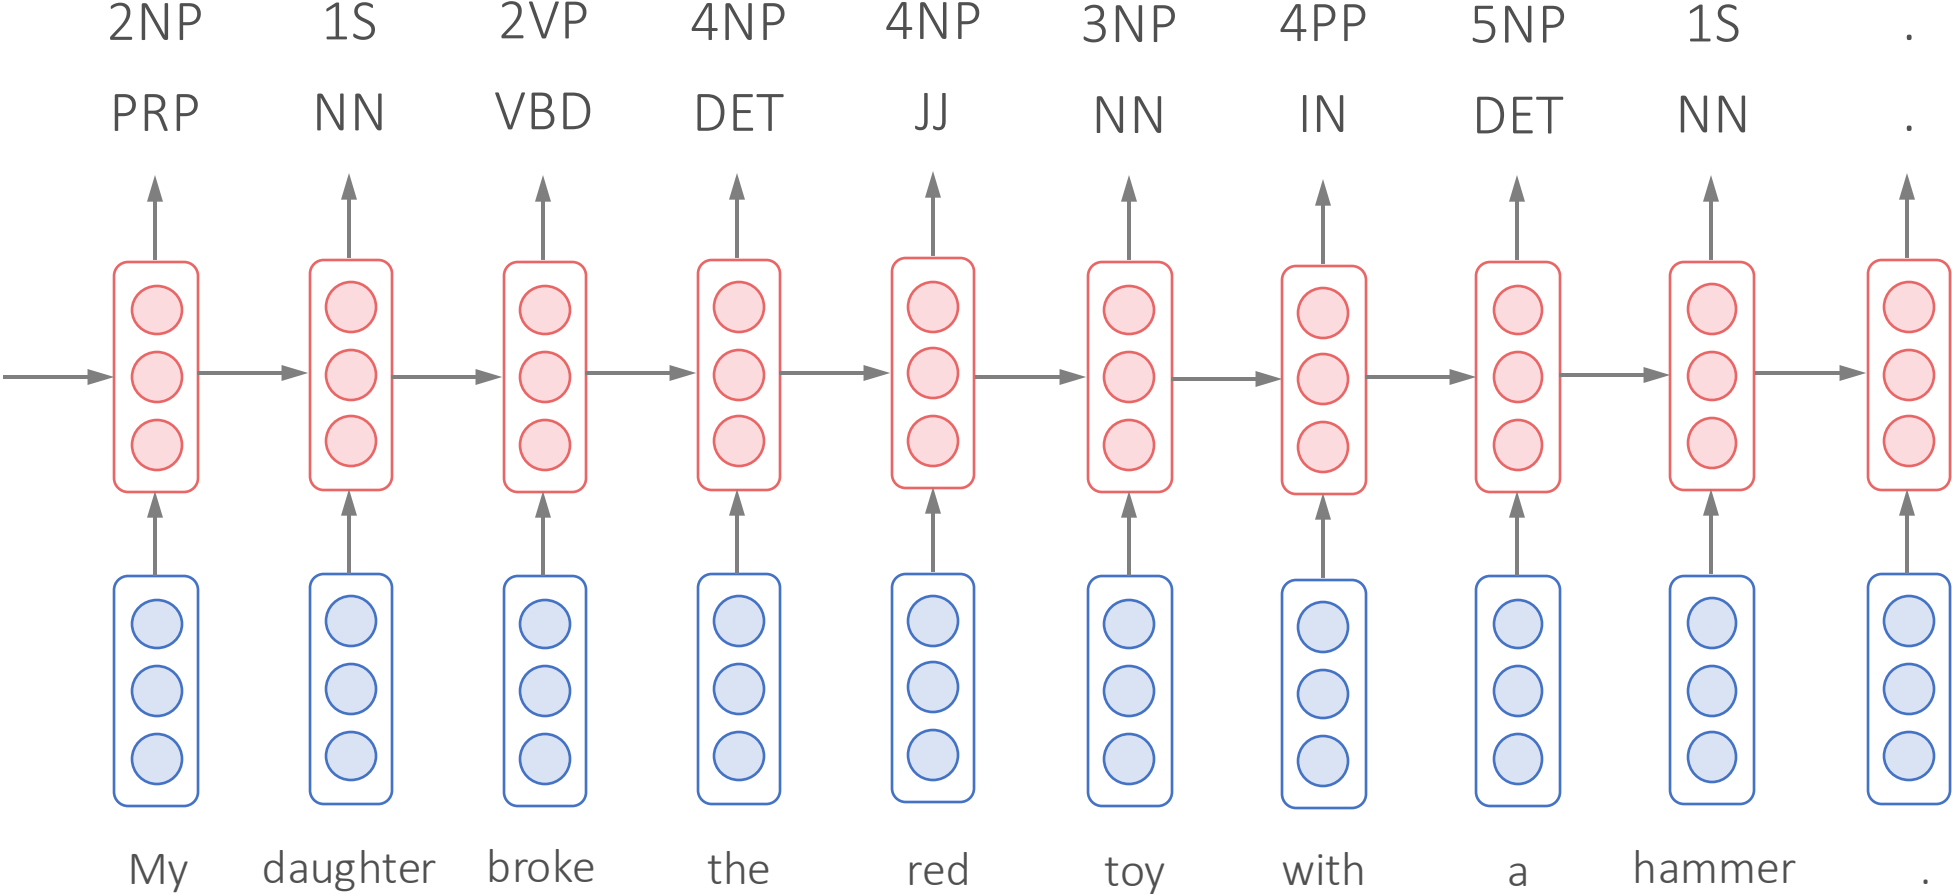 2NP 1S 2VP 4NP 4NP 3NP 4PP 5NP 1S .
PRP NN VBD DET JJ NN IN DET NN .
My daughter broke the red toy with a hammer .